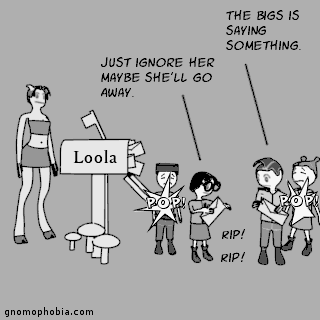 THE BIGS IS
SAYING
SOMETHING.
JUST IGNORE HER
MAYBE SHE'LL GO
AWAY.
Loola
POP!
POP!
RIP!
RIP!
gnomophobia.com